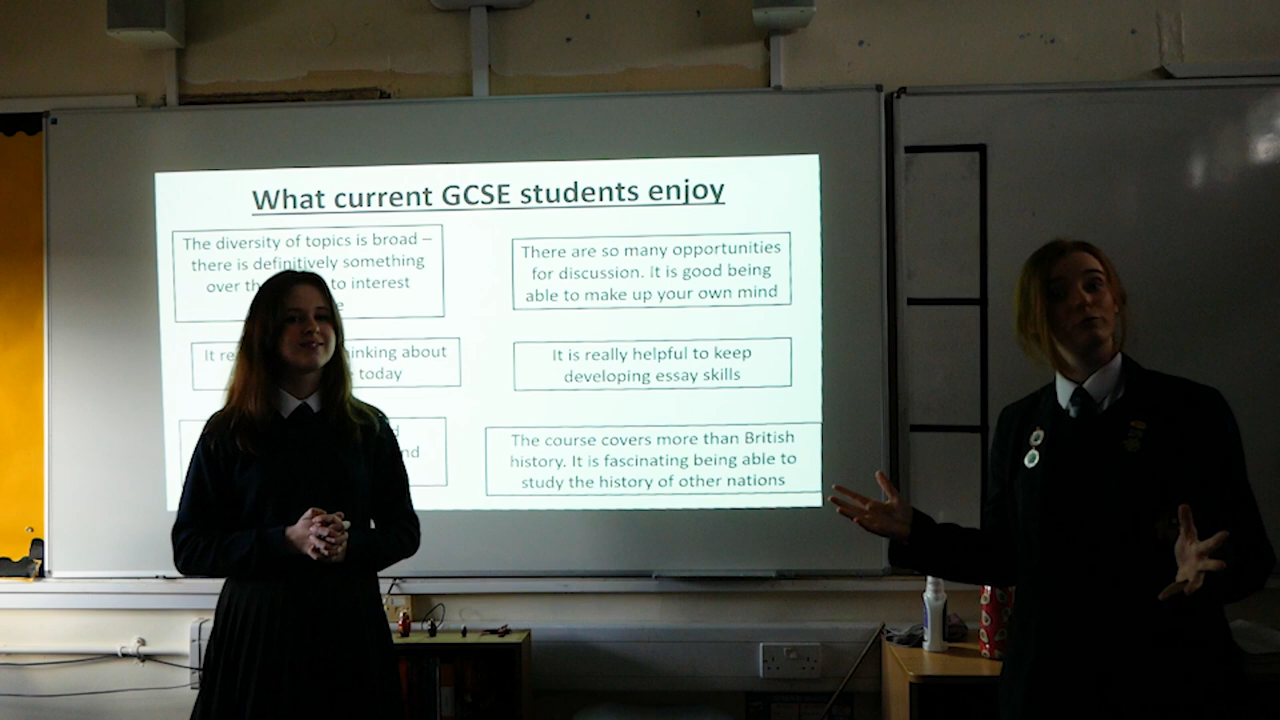 What current GCSE students enjoy
The diversity of topics is broad –
there is definitively something
over th to interest
There are so many opportunities
for discussion. It is good being
able to make up your own mind
It inking about
today
It is really helpful to keep
developing essay skills
The course covers more than British
history. It is fascinating being able to
study the history of other nations